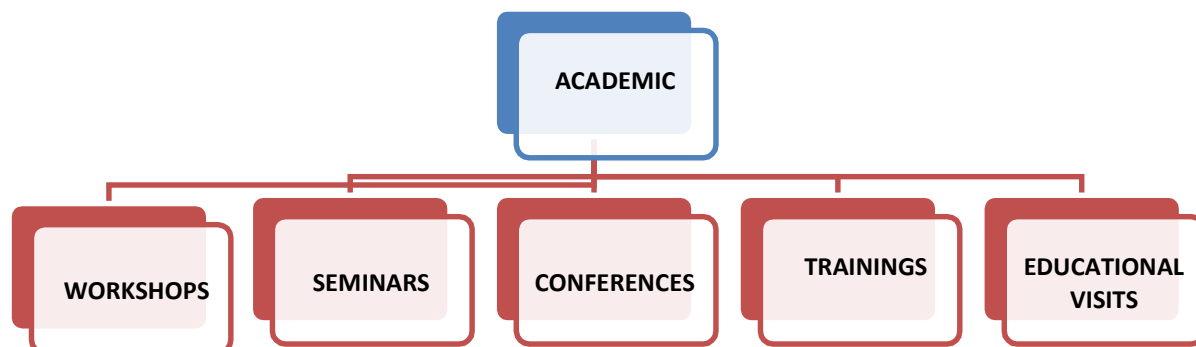 ACADEMIC
WORKSHOPS
SEMINARS
CONFERENCES
TRAININGS
EDUCATIONAL
VISITS